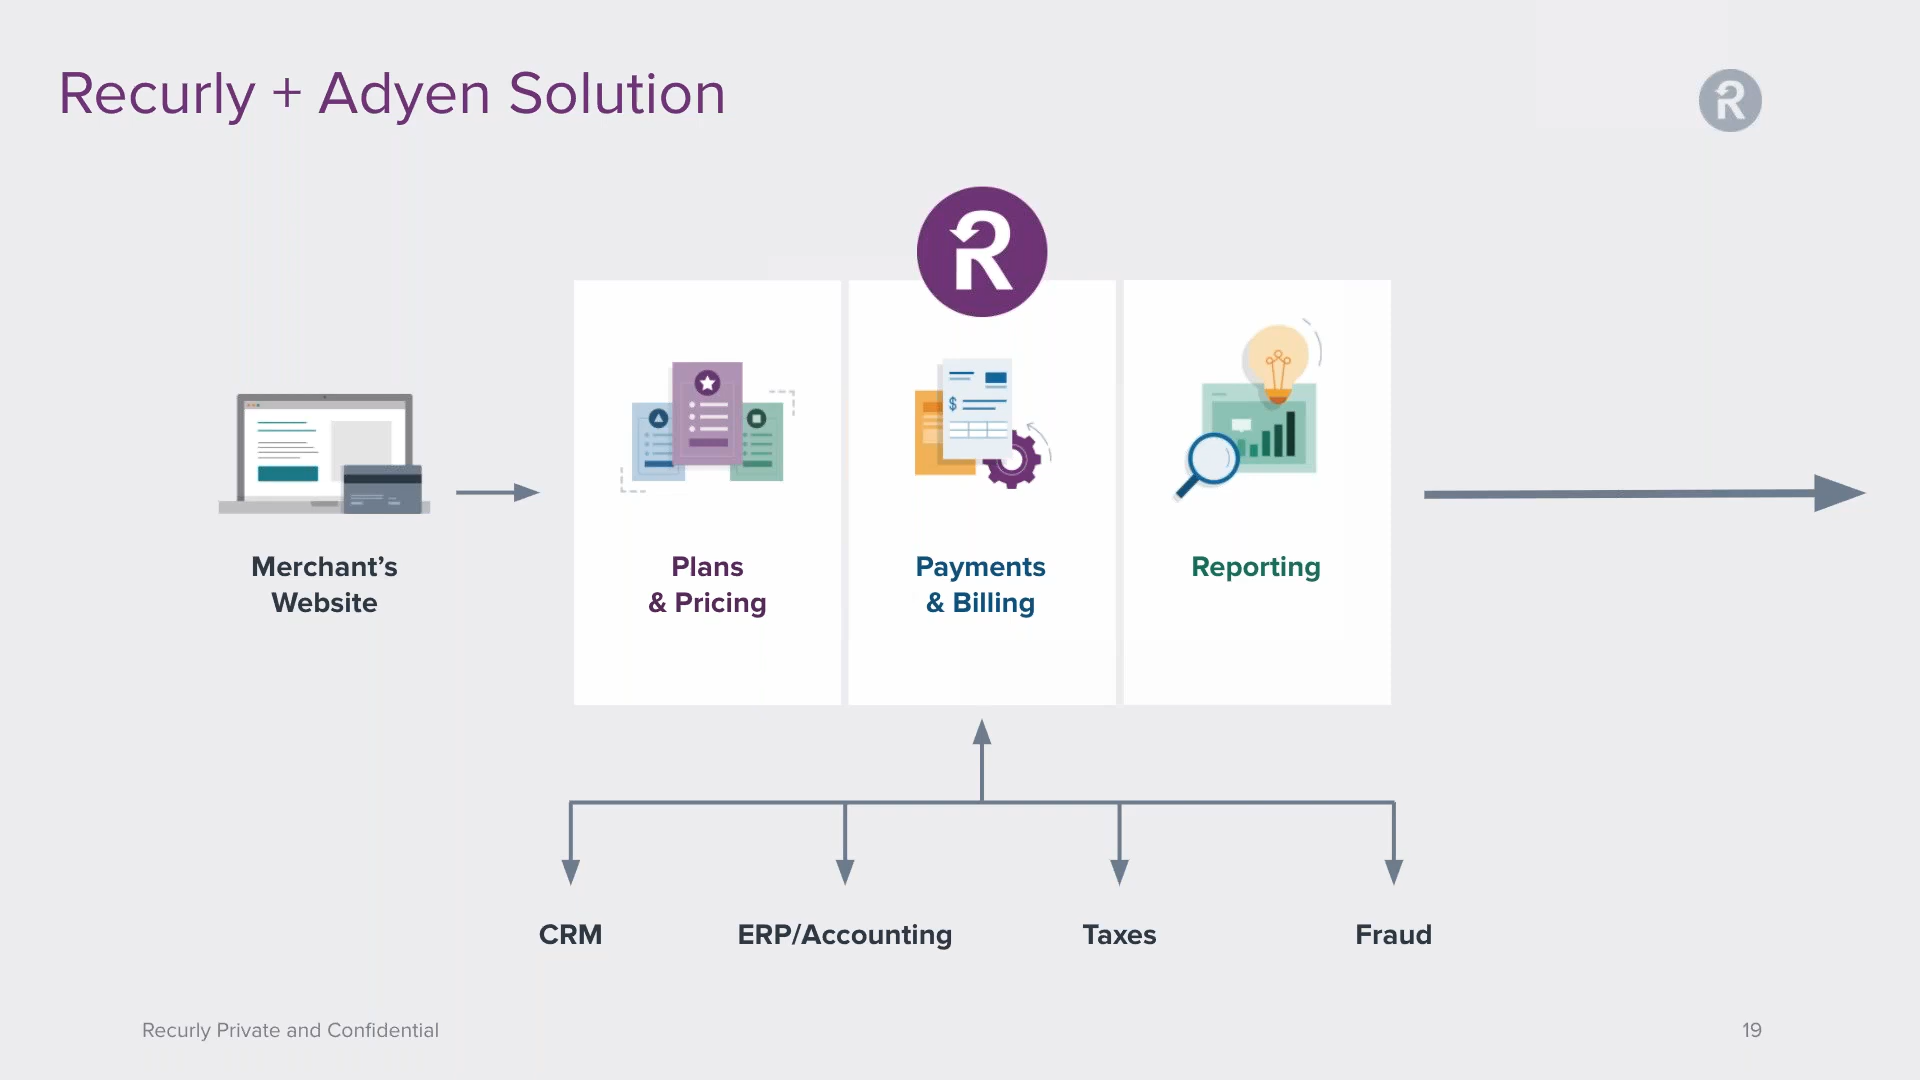 Recurly + Adyen Solution
R
R
$
Merchant’s
Website
Plans
& Pricing
Payments
& Billing
Reporting
CRM
ERP/Accounting
Taxes
Fraud
Recurly Private and Confidential
19